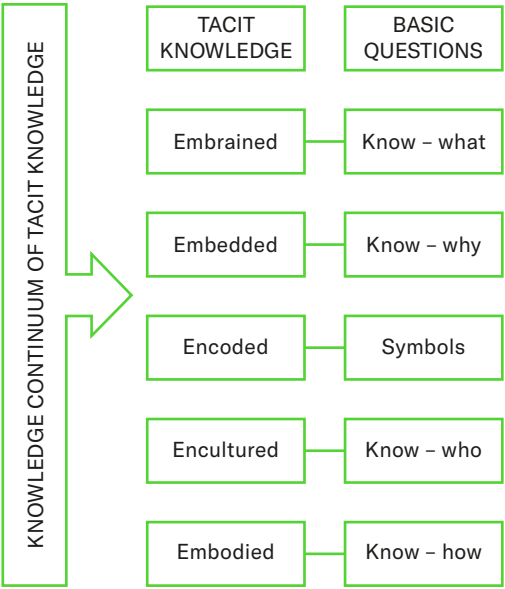 KNOWLEDGE CONTINUUM OF TACIT KNOWLEDGE
TACIT
KNOWLEDGE
BASIC
QUESTIONS
Embrained
Know – what
Embedded
Know – why
Encoded
Symbols
Encultured
Know – who
Embodied
Know – how